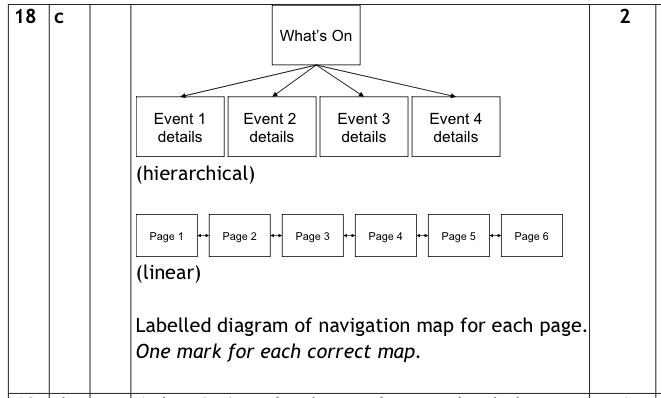 18 c 2
What's On
Event 1 details
Event 2 details
Event 3 details
Event 4 details
(hierarchical)
Page 1 Page 2 Page 3 Page 4 Page 5 Page 6
(linear)
Labelled diagram of navigation map for each page.
One mark for each correct map.